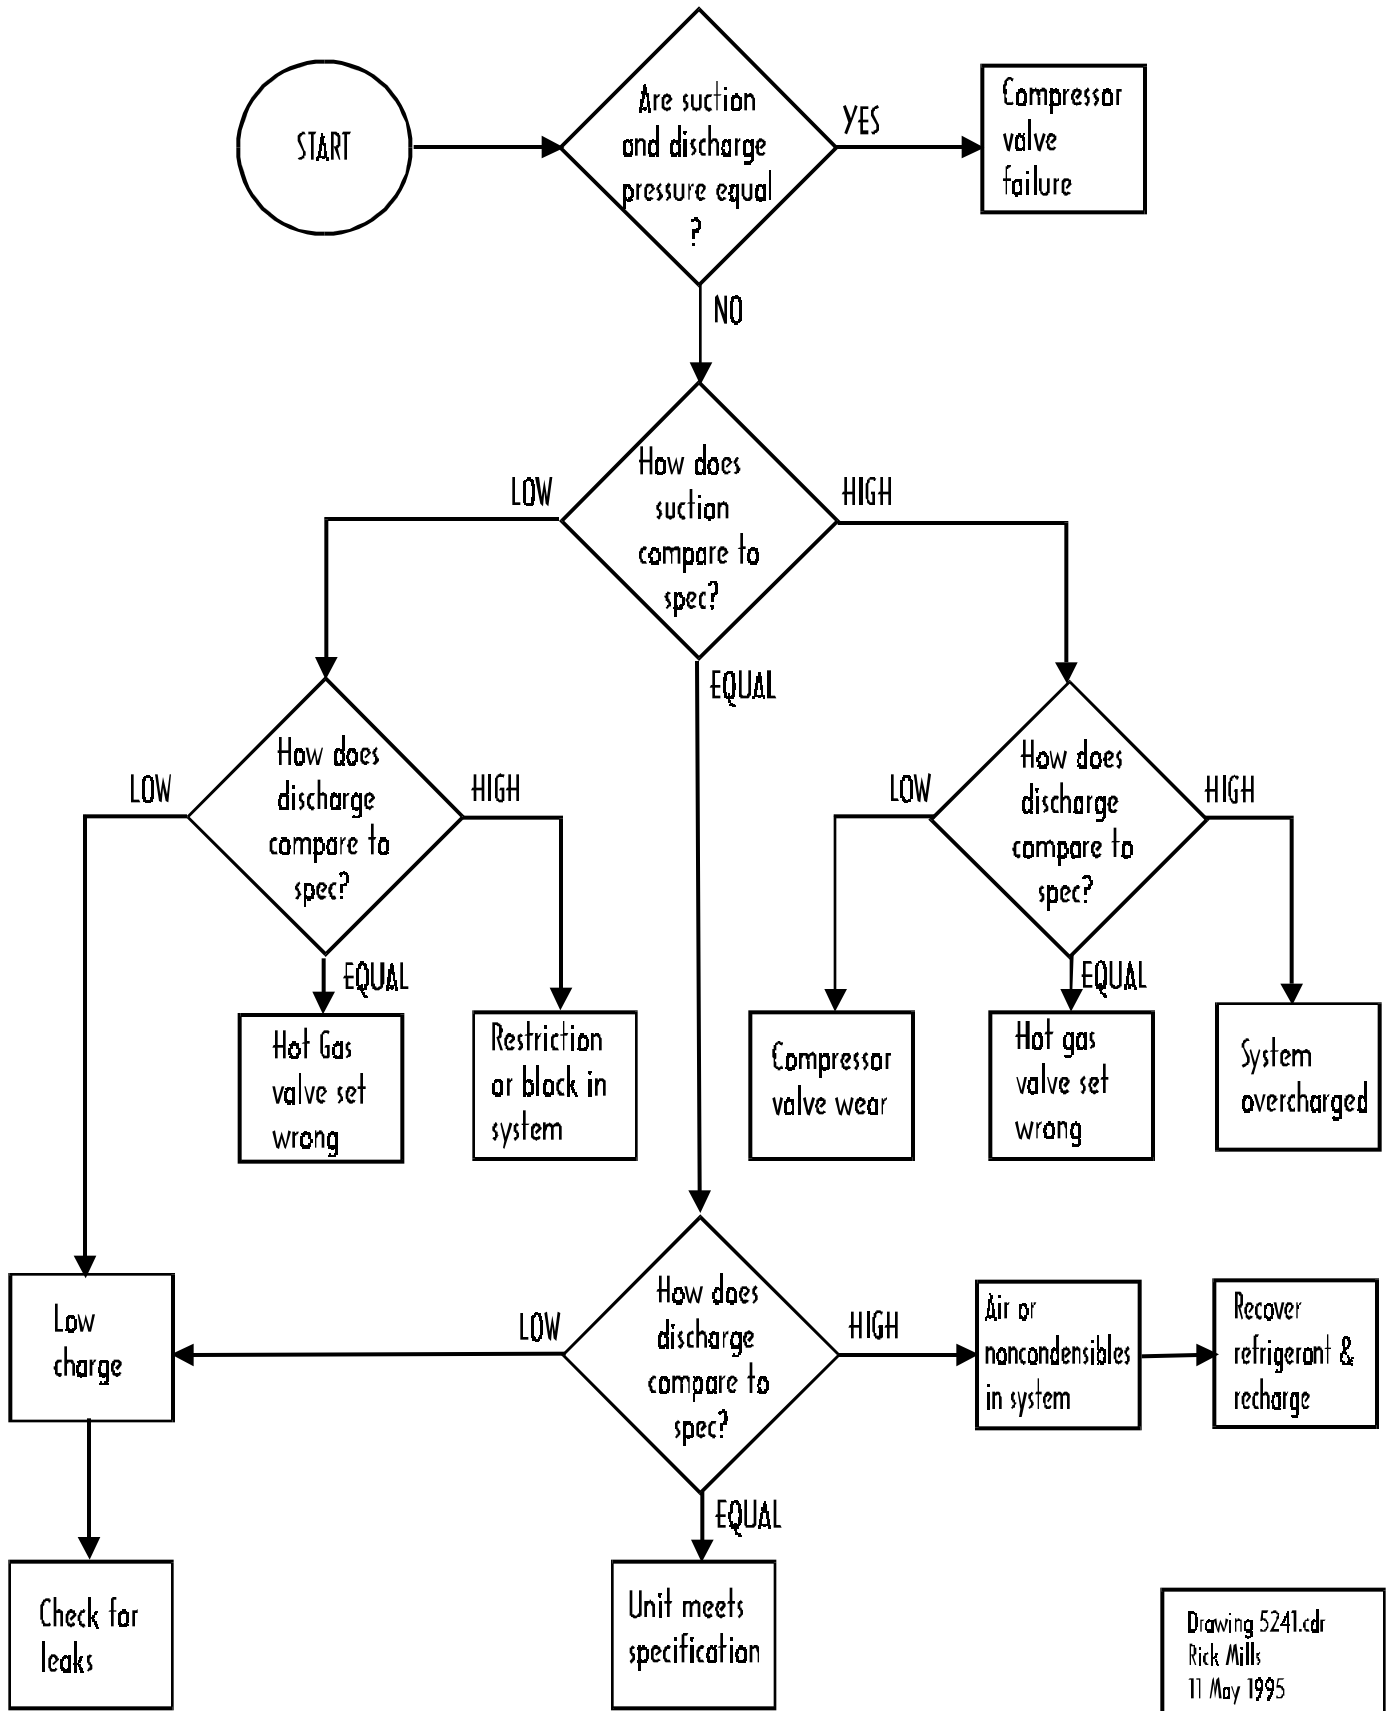 START
Are suction
and discharge
pressure equal
?
YES
Compressor
valve
failure
NO
How does
suction
compare to
spec?
LOW
HIGH
EQUAL
How does
discharge
compare to
spec?
LOW
HIGH
EQUAL
How does
discharge
compare to
spec?
LOW
HIGH
EQUAL
Hot Gas
valve set
wrong
Restriction
or block in
system
Compressor
valve wear
Hot gas
valve set
wrong
System
overcharged
Low
charge
LOW
How does
discharge
compare to
spec?
HIGH
Air or
noncondensibles
in system
Recover
refrigerant &
recharge
EQUAL
Check for
leaks
Unit meets
specification
Drawing 5241.cdr
Rick Mills
11 May 1995